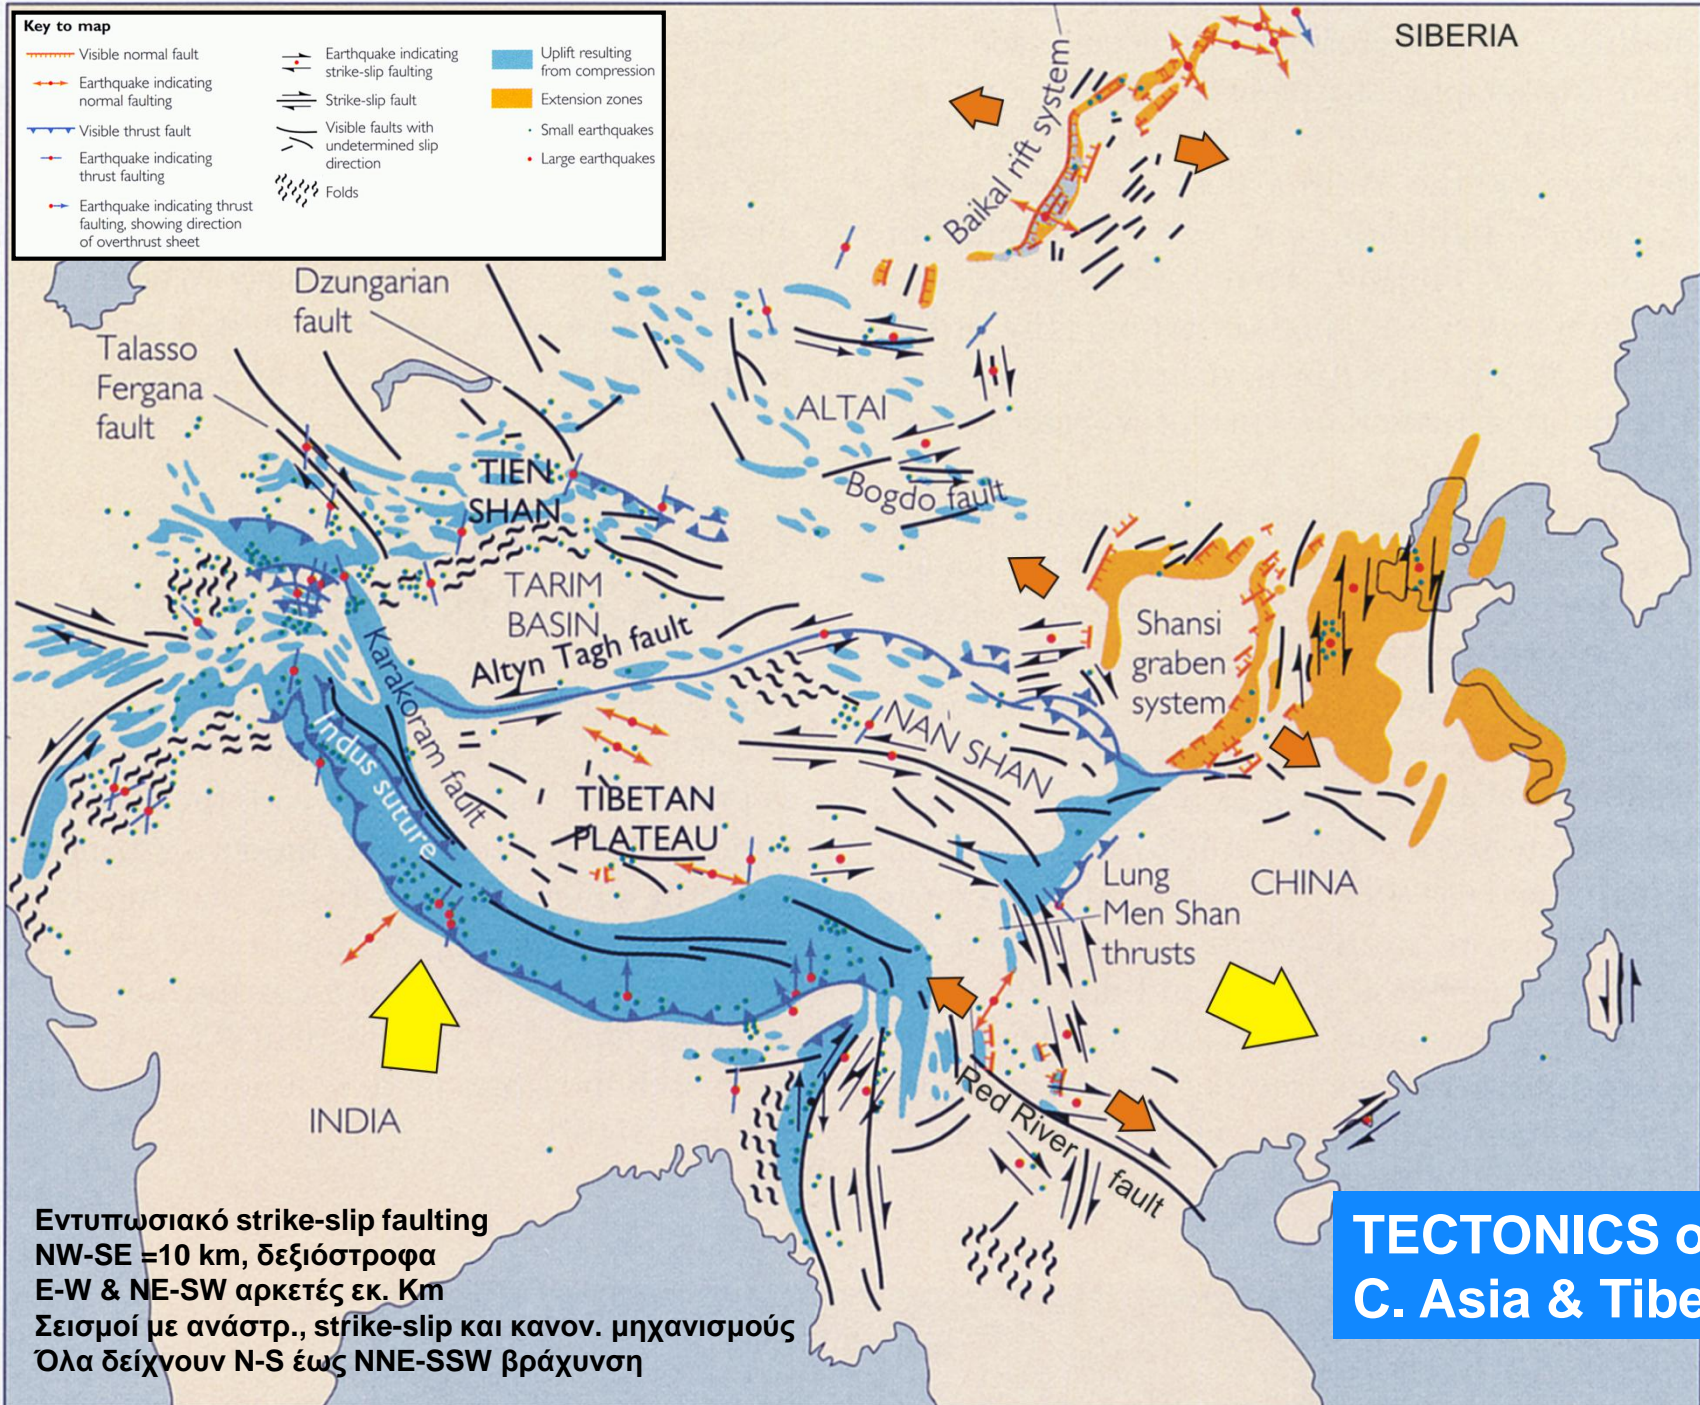 Key to map
Visible normal fault
Earthquake indicating
normal faulting
Visible thrust fault
Earthquake indicating
thrust faulting
Earthquake indicating thrust
faulting, showing direction
of overthrust sheet
Earthquake indicating
strike-slip faulting
Strike-slip fault
Visible faults with
undetermined slip
direction
Folds
Uplift resulting
from compression
Extension zones
Small earthquakes
Large earthquakes
SIBERIA
Baikal rift system
Dzungarian
fault
Talasso
Fergana
fault
ALTAI
TIEN
SHAN
Bogdo fault
TARIM
BASIN
Altyn Tagh fault
Karakoram fault
Indus suture
Shansi
graben
system
NAN SHAN
TIBETAN
PLATEAU
Lung
Men Shan
thrusts
CHINA
INDIA
Red River
fault
Εντυπωσιακό strike-slip faulting
NW-SE =10 km, δεξιόστροφα
E-W & NE-SW αρκετές εκ. Km
Σεισμοί με ανάστρ., strike-slip και κανον. μηχανισμούς
Όλα δείχνουν N-S έως NNE-SSW βράχυνση
TECTONICS o
C. Asia & Tibe